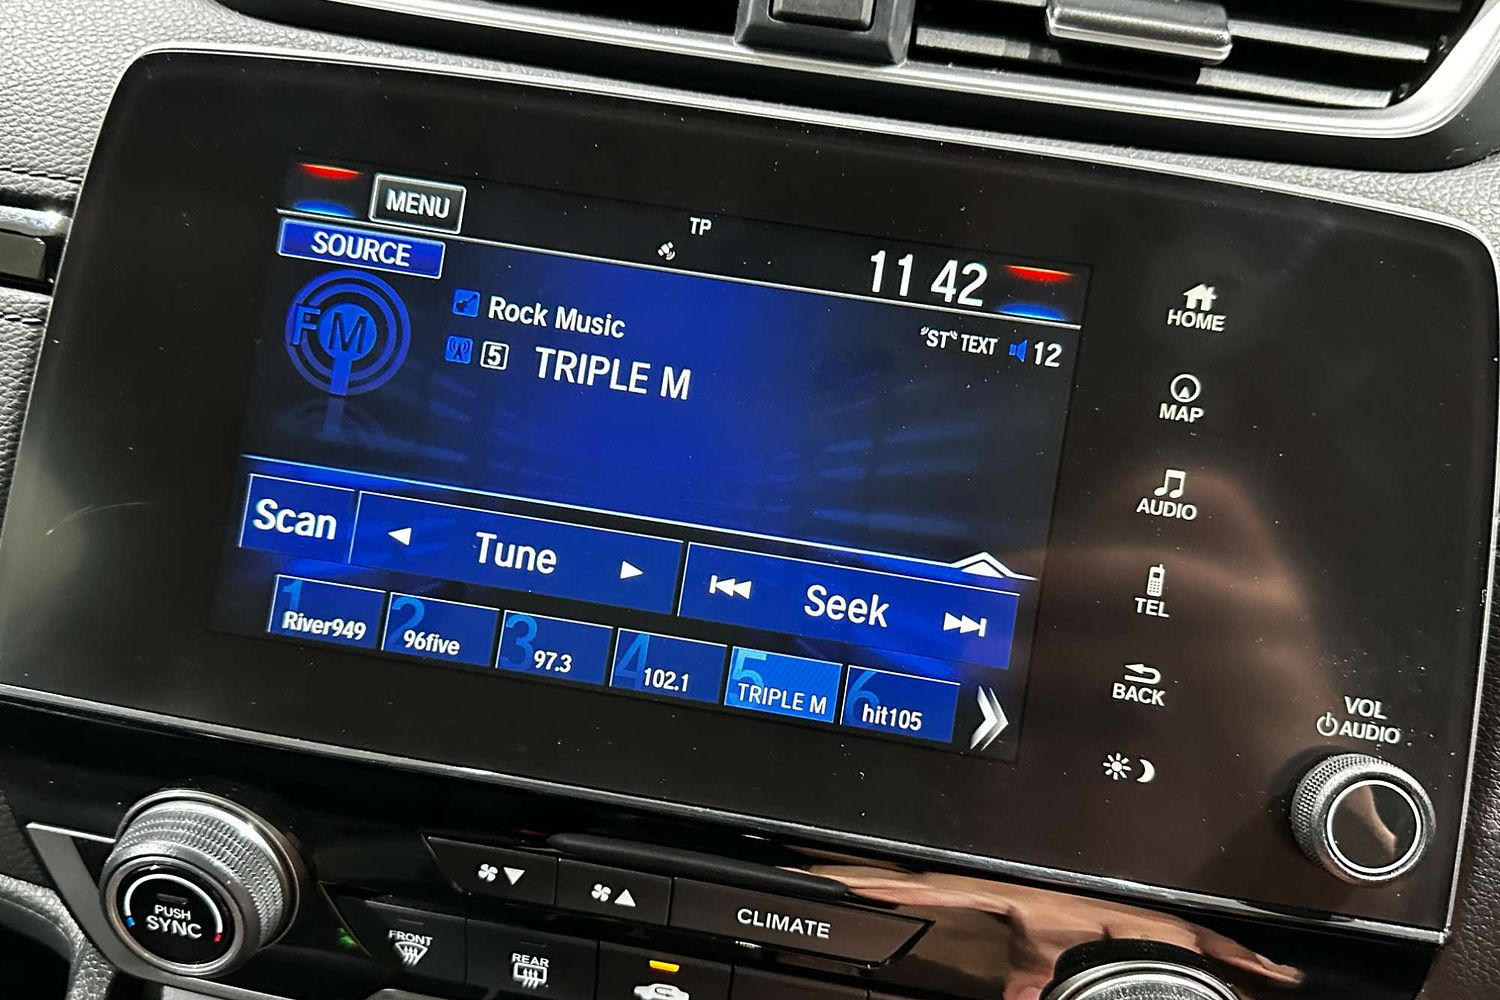 MENU
TP
11 42
SOURCE
FM
Rock Music
"ST" TEXT
12
5 TRIPLE M
Scan
Tune
Seek
1 River949
2 96five
3 97.3
4 102.1
5 TRIPLE M
6 hit105
HOME
MAP
AUDIO
TEL
BACK
VOL
AUDIO
PUSH
SYNC
CLIMATE
FRONT
REAR